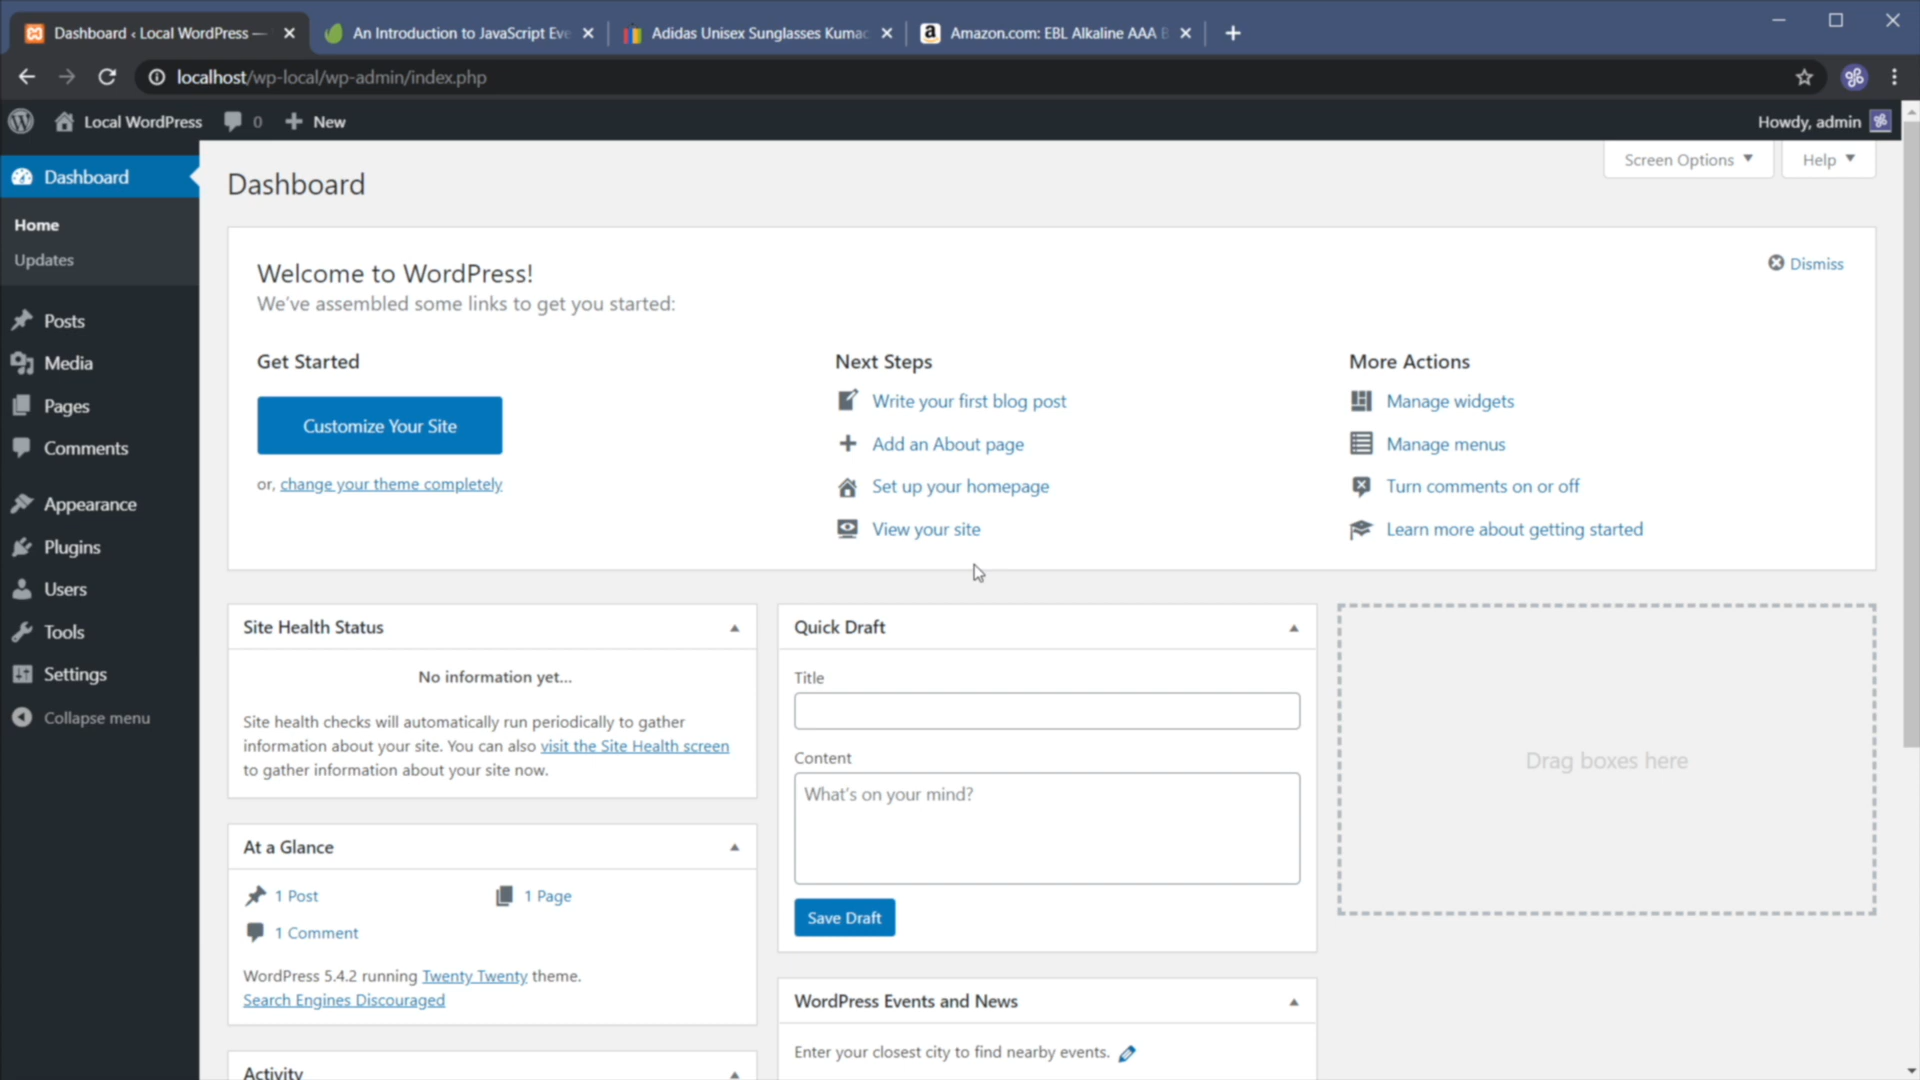 Dashboard ‹ Local WordPress —
An Introduction to JavaScript Eve
Adidas Unisex Sunglasses Kumac
Amazon.com: EBL Alkaline AAA B
localhost/wp-local/wp-admin/index.php
Local WordPress
0
New
Howdy, admin
Dashboard
Home
Updates
Posts
Media
Pages
Comments
Appearance
Plugins
Users
Tools
Settings
Collapse menu
Screen Options
Help
Dashboard
Welcome to WordPress!
We've assembled some links to get you started:
Dismiss
Get Started
Customize Your Site
or, change your theme completely
Next Steps
Write your first blog post
Add an About page
Set up your homepage
View your site
More Actions
Manage widgets
Manage menus
Turn comments on or off
Learn more about getting started
Site Health Status
No information yet...
Site health checks will automatically run periodically to gather
information about your site. You can also visit the Site Health screen
to gather information about your site now.
At a Glance
1 Post
1 Page
1 Comment
WordPress 5.4.2 running Twenty Twenty theme.
Search Engines Discouraged
Activity
Quick Draft
Title
Content
What's on your mind?
Save Draft
WordPress Events and News
Enter your closest city to find nearby events.
Drag boxes here